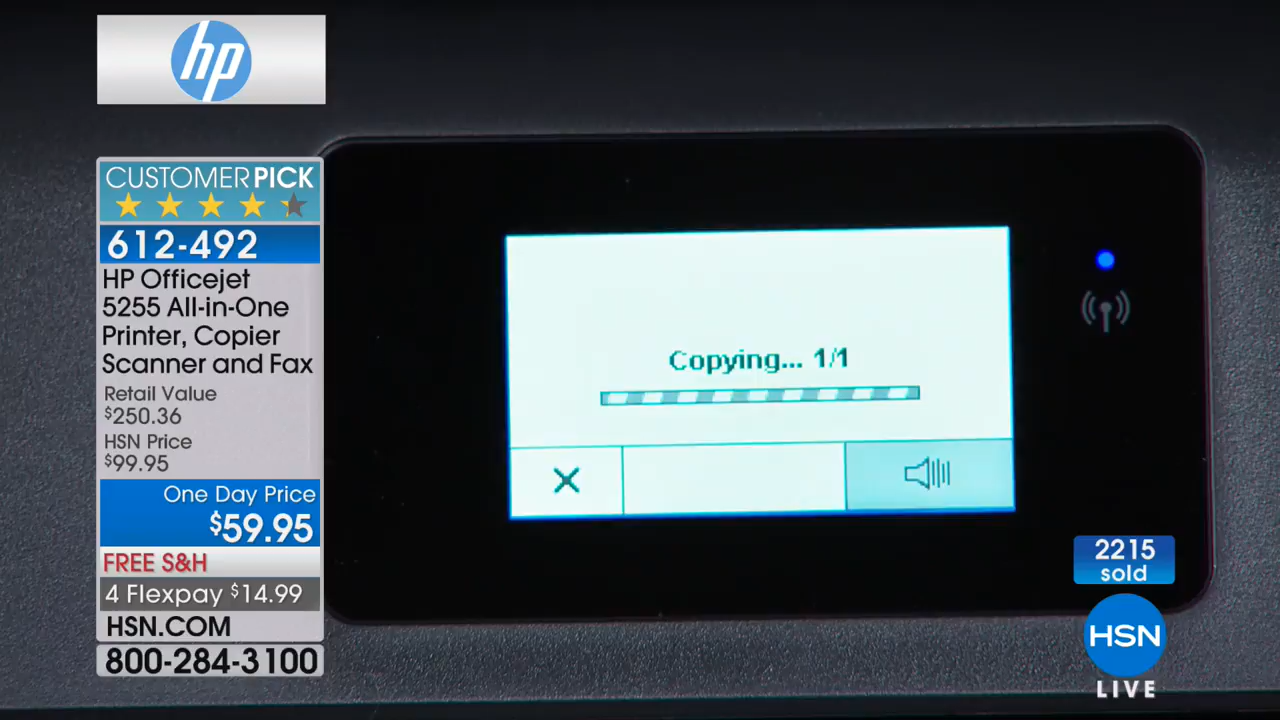 hp
CUSTOMER PICK
612-492
HP Officejet
5255 All-in-One
Printer, Copier
Scanner and Fax
Retail Value
$250.36
HSN Price
$99.95
One Day Price
$59.95
FREE S&H
4 Flexpay $14.99
HSN.COM
800-284-3100
Copying... 1/1
2215
sold
HSN
LIVE